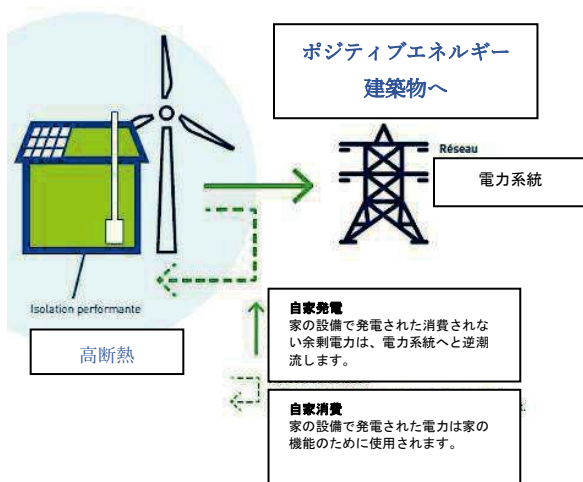 ポジティブエネルギー
建築物へ
Réseau
電力系統
Isolation performante
高断熱
自家発電
家の設備で発電された消費されな
い余剰電力は、電力系統へと逆潮
流します。
自家消費
家の設備で発電された電力は家の
機能のために使用されます。